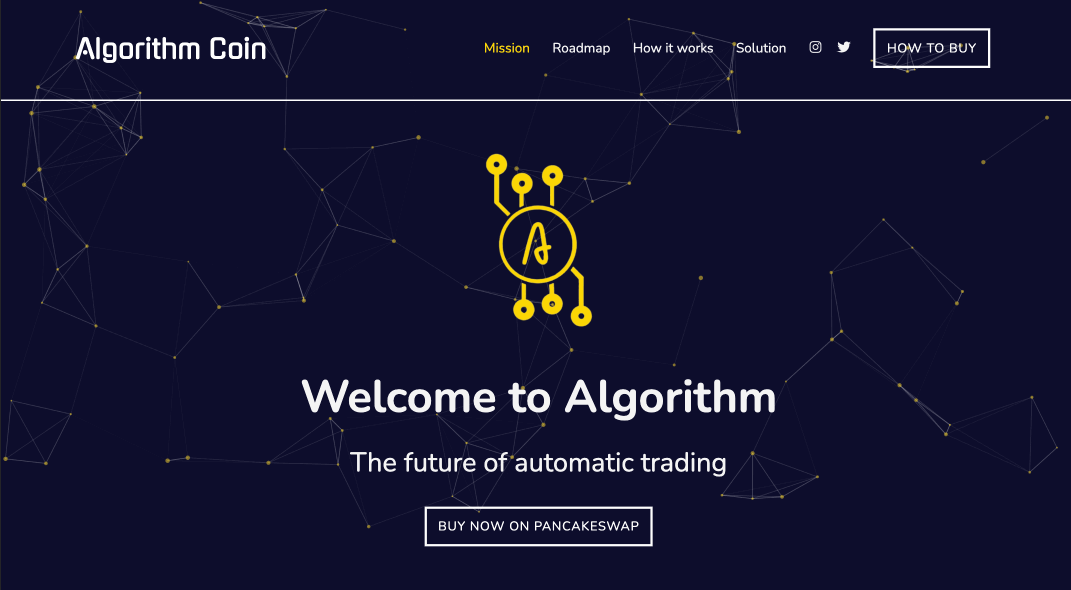 Algorithm Coin
Mission
Roadmap
How it works
Solution
HOW TO BUY
A
Welcome to Algorithm
The future of automatic trading
BUY NOW ON PANCAKESWAP